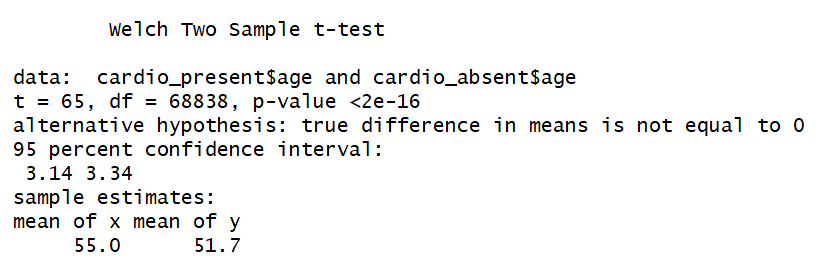 Welch Two Sample t-test
data: cardio_present$age and cardio_absent$age
t = 65, df = 68838, p-value <2e-16
alternative hypothesis: true difference in means is not equal to 0
95 percent confidence interval:
3.14 3.34
sample estimates:
mean of x mean of y
55.0 51.7